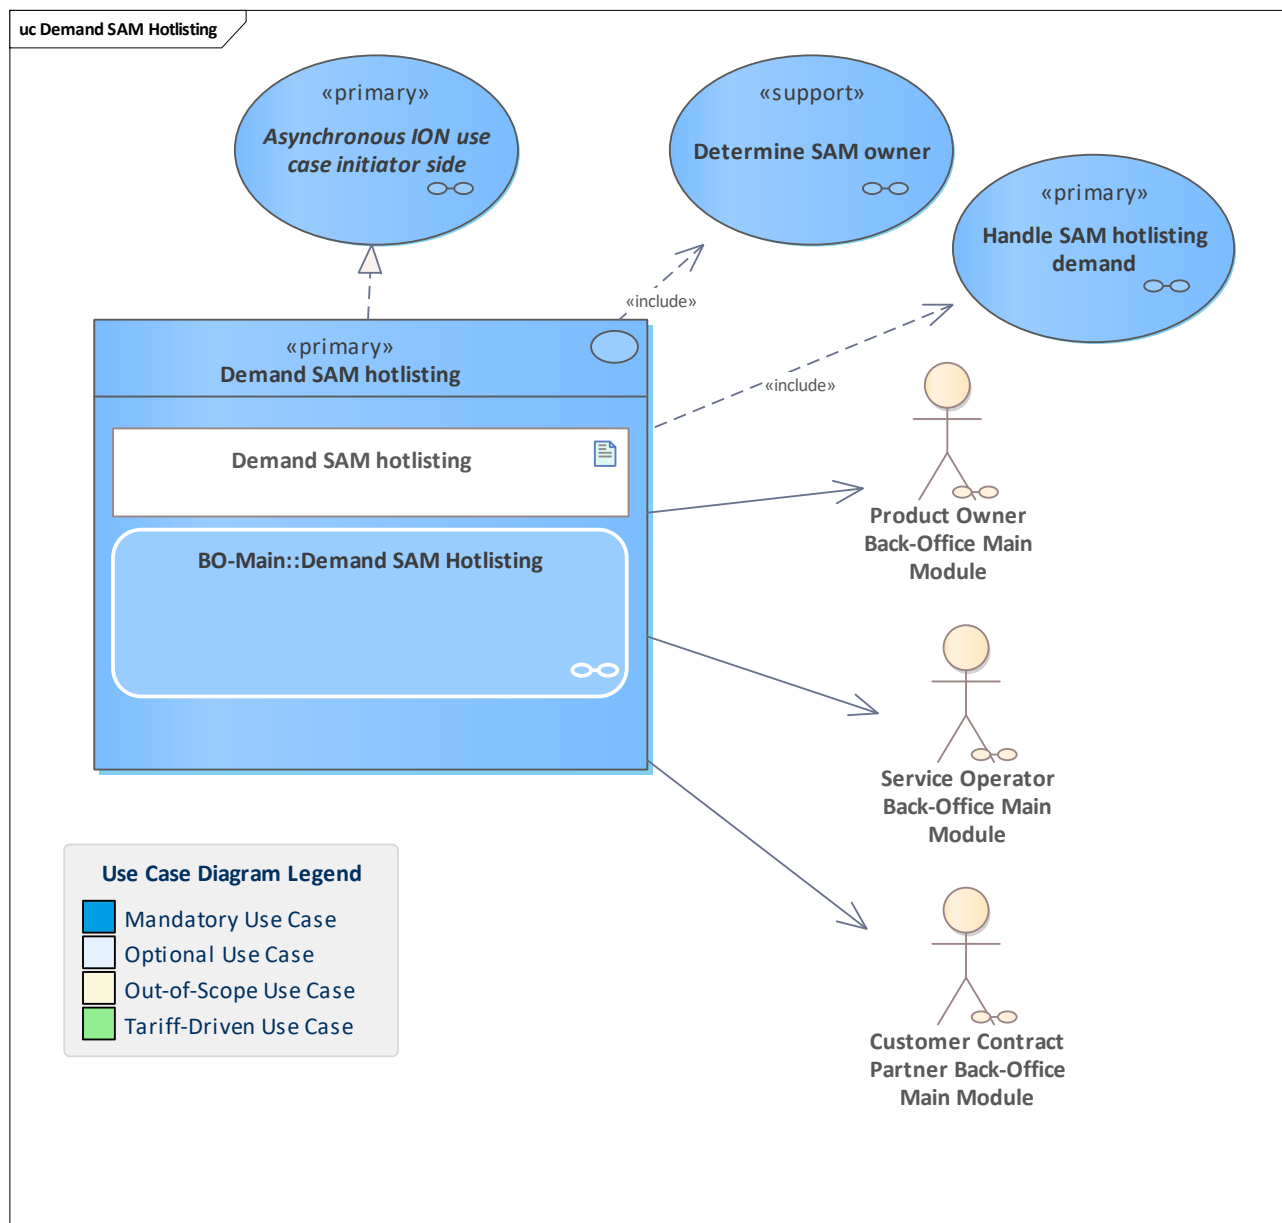 uc Demand SAM Hotlisting
«primary»
Asynchronous ION use
case initiator side
«support»
Determine SAM owner
«primary»
Handle SAM hotlisting
demand
«include»
«include»
«primary»
Demand SAM hotlisting
Demand SAM hotlisting
BO-Main::Demand SAM Hotlisting
Product Owner
Back-Office Main
Module
Service Operator
Back-Office Main
Module
Customer Contract
Partner Back-Office
Main Module
Use Case Diagram Legend
Mandatory Use Case
Optional Use Case
Out-of-Scope Use Case
Tariff-Driven Use Case